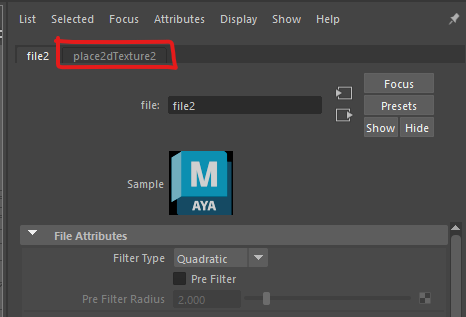 List Selected Focus Attributes Display Show Help
file2 place2dTexture2
file: file2
Focus
Presets
Show Hide
Sample
M
AYA
File Attributes
Filter Type Quadratic
Pre Filter
Pre Filter Radius 2.000